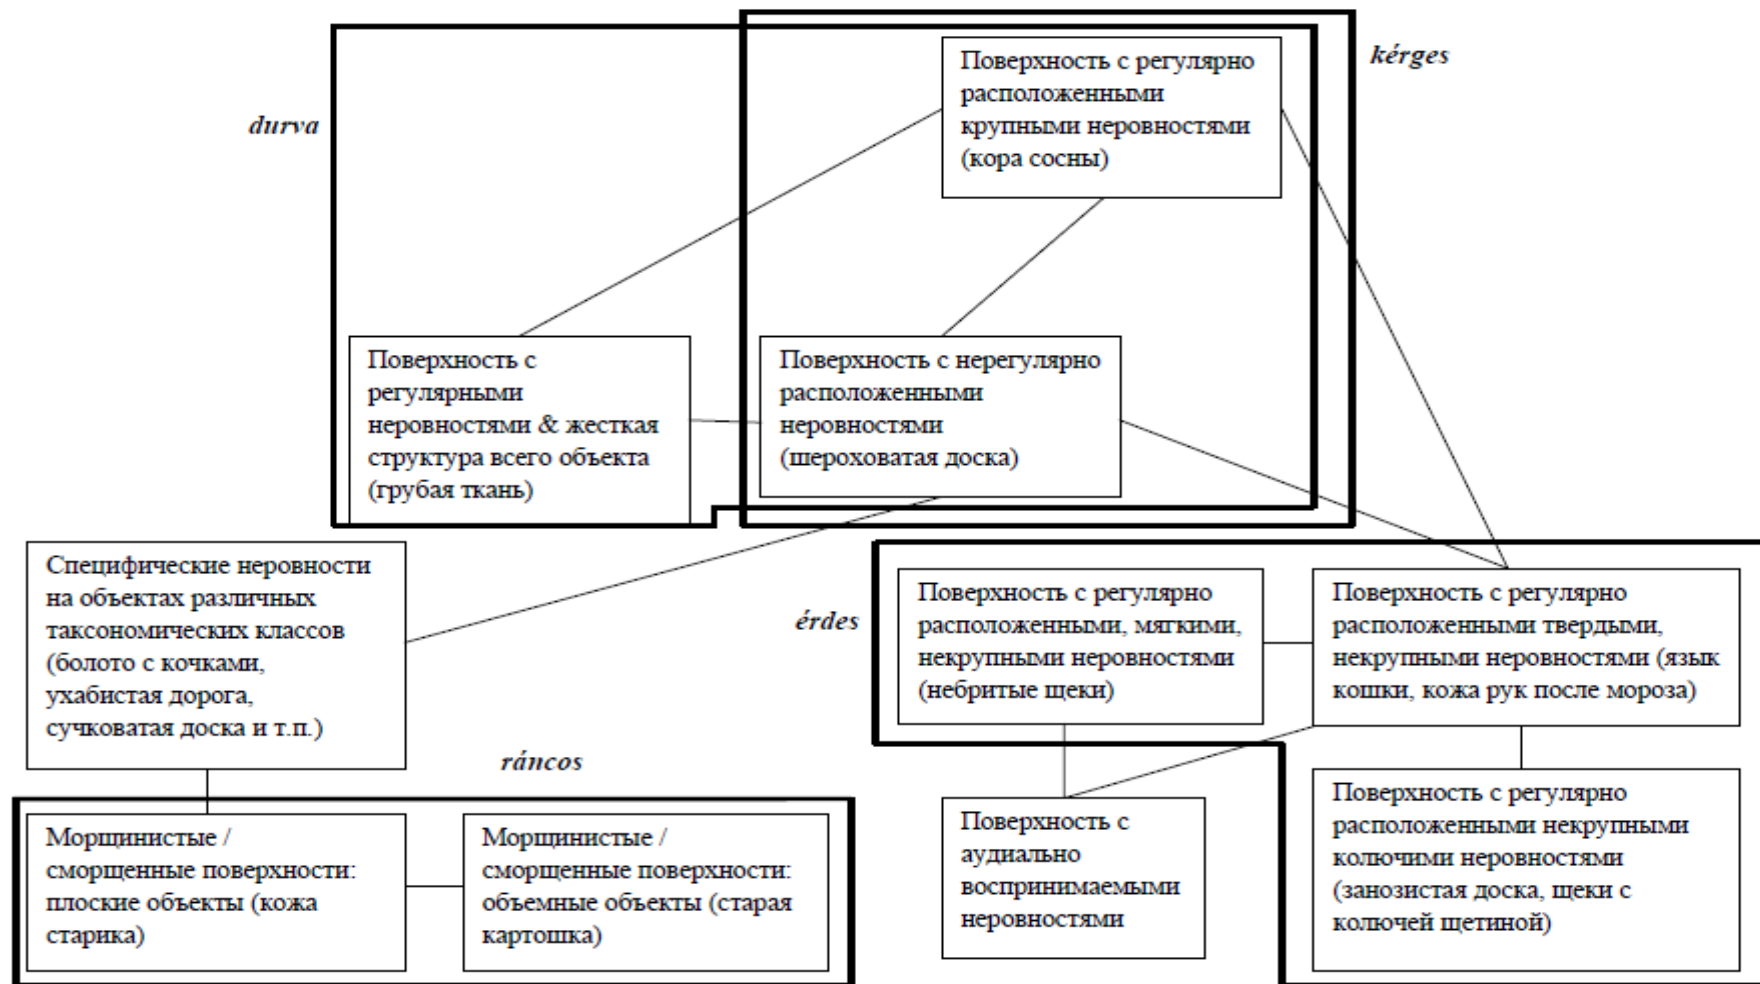 kérges
durva
Поверхность с регулярно
расположенными
крупными неровностями
(кора сосны)
Поверхность с
регулярными
неровностями & жесткая
структура всего объекта
(грубая ткань)
Поверхность с нерегулярно
расположенными
неровностями
(шероховатая доска)
Специфические неровности
на объектах различных
таксономических классов
(болото с кочками,
ухабистая дорога,
сучковатая доска и т.п.)
érdes
Поверхность с регулярно
расположенными, мягкими,
некрупными неровностями
(небритые щеки)
Поверхность с регулярно
расположенными твердыми,
некрупными неровностями (язык
кошки, кожа рук после мороза)
ráncos
Морщинистые /
сморщенные поверхности:
плоские объекты (кожа
старика)
Морщинистые /
сморщенные поверхности:
объемные объекты (старая
картошка)
Поверхность с
аудиально
воспринимаемыми
неровностями
Поверхность с регулярно
расположенными некрупными
колючими неровностями
(занозистая доска, щеки с
колючей щетиной)